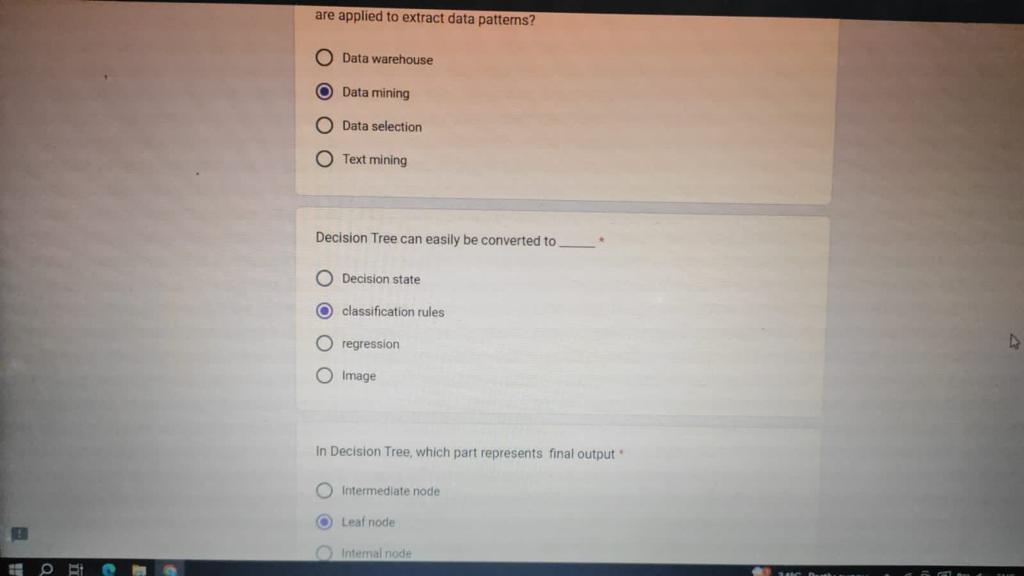 are applied to extract data patterns?
Data warehouse
Data mining
Data selection
Text mining
Decision Tree can easily be converted to _____ *
Decision state
classification rules
regression
Image
In Decision Tree, which part represents final output *
Intermediate node
Leaf node
Internal node